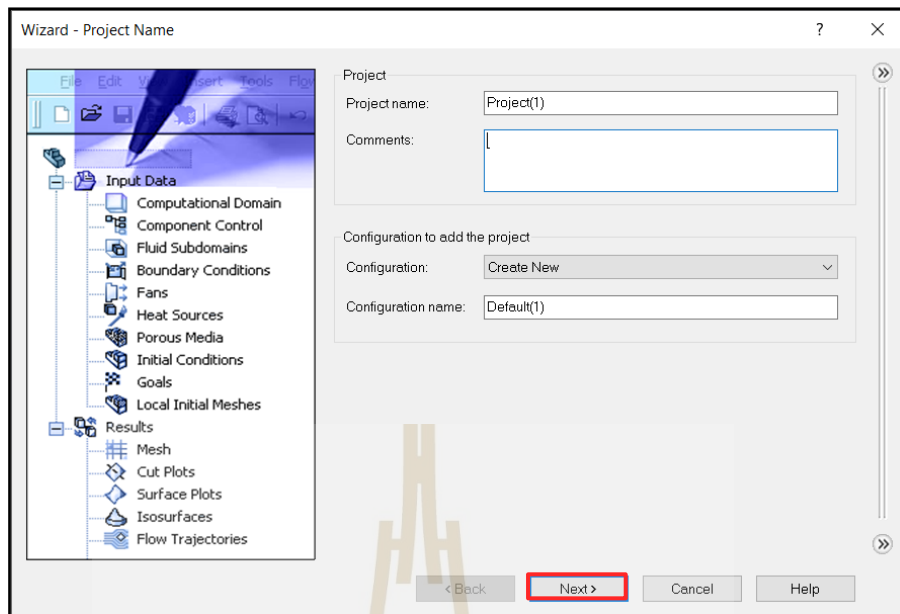 Wizard - Project Name
?
File Edit View Insert Tools Flow
Input Data
Computational Domain
Component Control
Fluid Subdomains
Boundary Conditions
Fans
Heat Sources
Porous Media
Initial Conditions
Goals
Local Initial Meshes
Results
Mesh
Cut Plots
Surface Plots
Isosurfaces
Flow Trajectories
Project
Project name: Project(1)
Comments:
Configuration to add the project
Configuration: Create New
Configuration name: Default(1)
< Back Next > Cancel Help